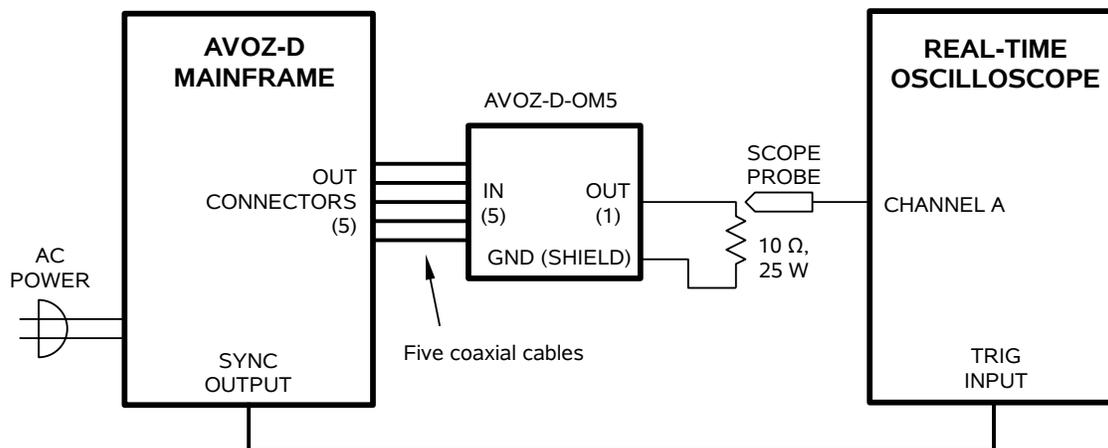 AVOZ-D
MAINFRAME
REAL-TIME
OSCILLOSCOPE
AVOZ-D-OM5
SCOPE
PROBE
OUT
CONNECTORS
(5)
IN
(5)
OUT
(1)
CHANNEL A
GND (SHIELD)
10 Ω,
25 W
AC
POWER
Five coaxial cables
SYNC
OUTPUT
TRIG
INPUT